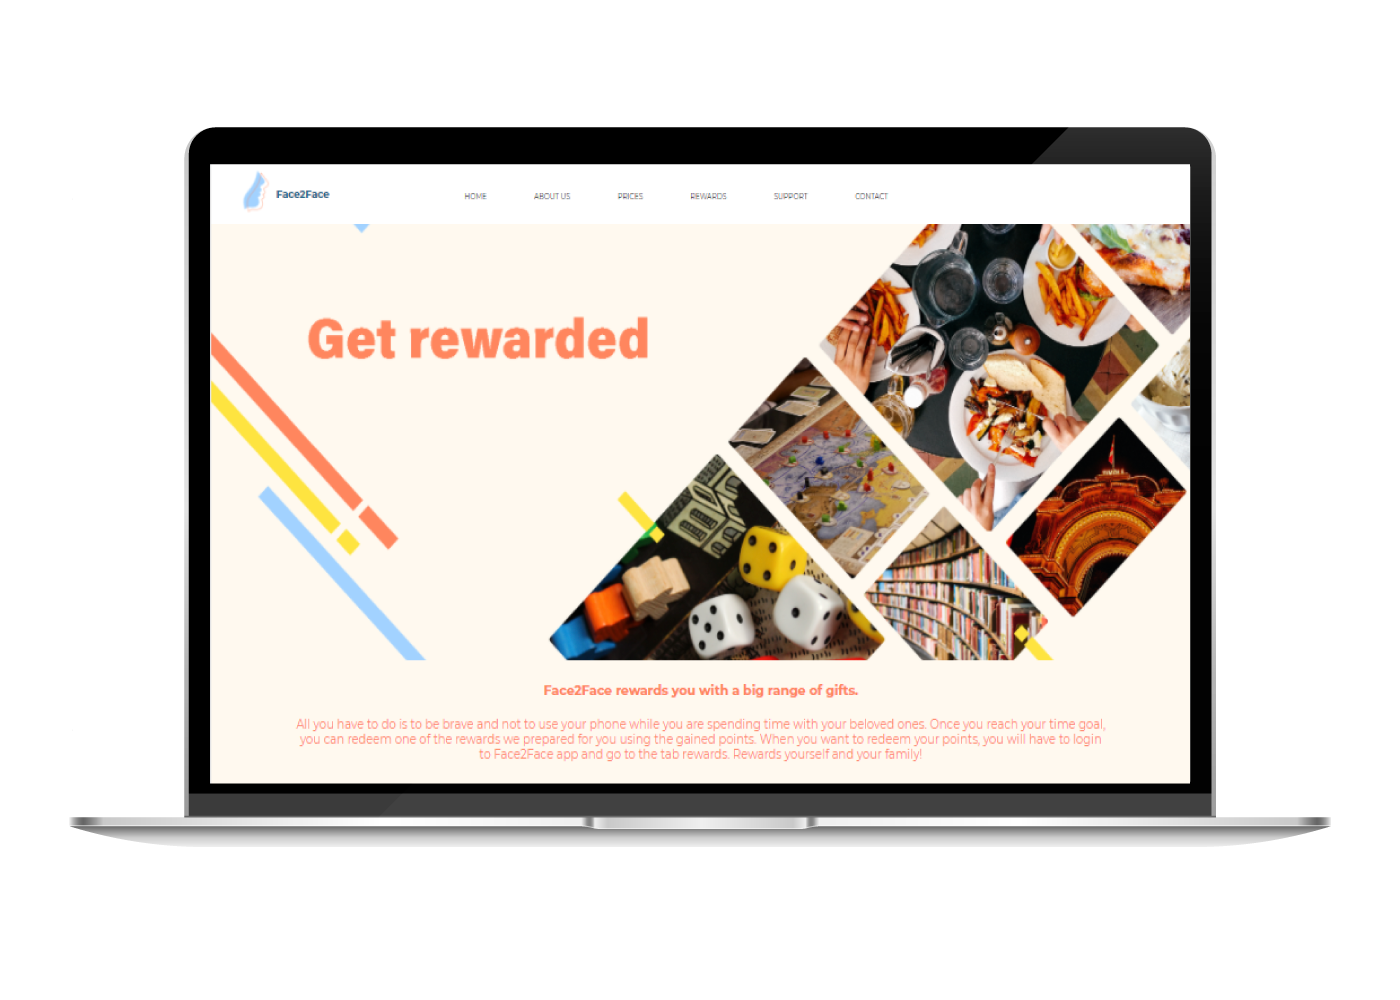 Face2Face
HOME ABOUT US PRICES REWARDS SUPPORT CONTACT
Get rewarded
Face2Face rewards you with a big range of gifts.
All you have to do is to be brave and not to use your phone while you are spending time with your beloved ones. Once you reach your time goal,
you can redeem one of the rewards we prepared for you using the gained points. When you want to redeem your points, you will have to login
to Face2Face app and go to the tab rewards. Rewards yourself and your family!